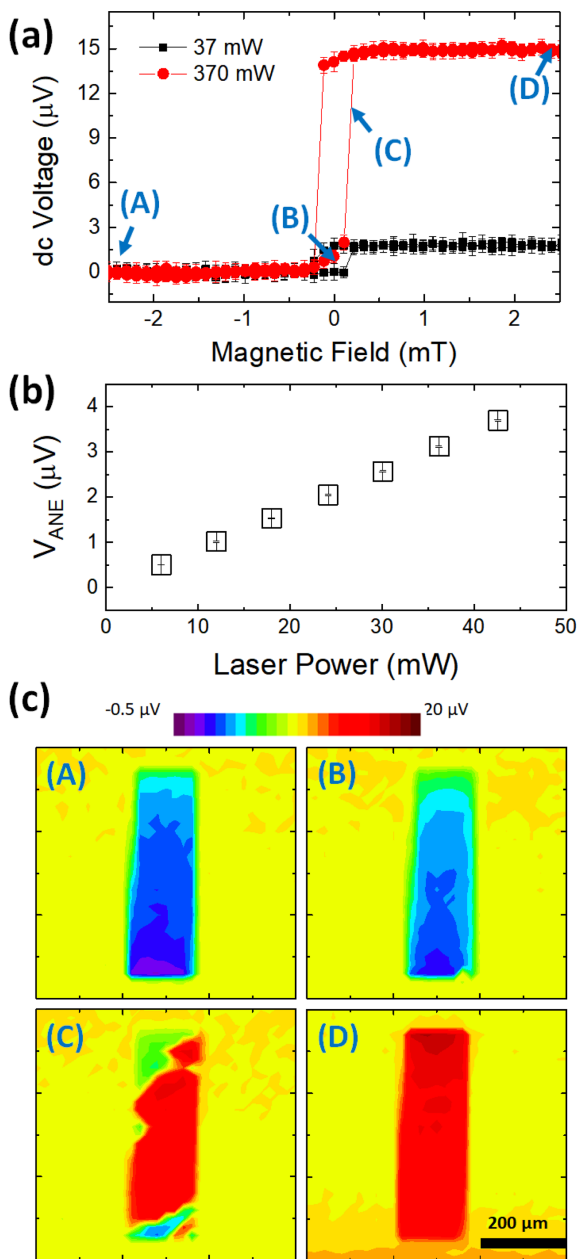 (a)
37 mW
370 mW
15
12
9
6
3
0
dc Voltage (μV)
(A)
(B)
(C)
(D)
-2
-1
0
1
2
Magnetic Field (mT)
(b)
4
3
2
1
0
V_ANE (μV)
0
10
20
30
40
50
Laser Power (mW)
(c)
-0.5 μV
20 μV
(A)
(B)
(C)
(D)
200 μm